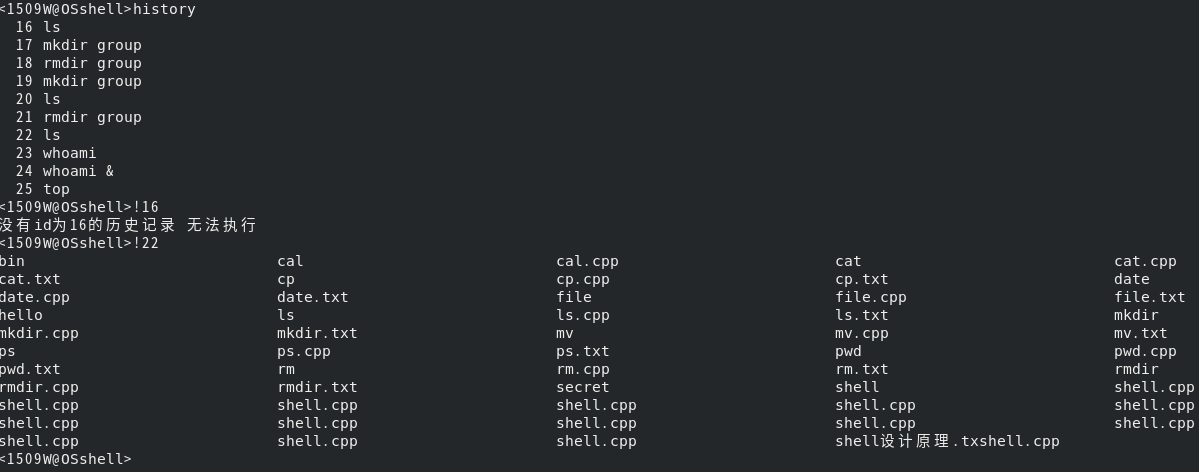 <1509W@OSshell>history
16 ls
17 mkdir group
18 rmdir group
19 mkdir group
20 ls
21 rmdir group
22 ls
23 whoami
24 whoami &
25 top
<1509W@OSshell>!16
没有id为16的历史记录 无法执行
<1509W@OSshell>!22
bin cal cal.cpp cat cat.cpp
cat.txt cp cp.cpp cp.txt date
date.cpp date.txt file file.cpp file.txt
hello ls ls.cpp ls.txt mkdir
mkdir.cpp mkdir.txt mv mv.cpp mv.txt
ps ps.cpp ps.txt pwd pwd.cpp
pwd.txt rm rm.cpp rm.txt rmdir
rmdir.cpp rmdir.txt secret shell shell.cpp
shell.cpp shell.cpp shell.cpp shell.cpp shell.cpp
shell.cpp shell.cpp shell.cpp shell.cpp shell.cpp
shell.cpp shell.cpp shell.cpp shell设计原理.txshell.cpp
<1509W@OSshell>